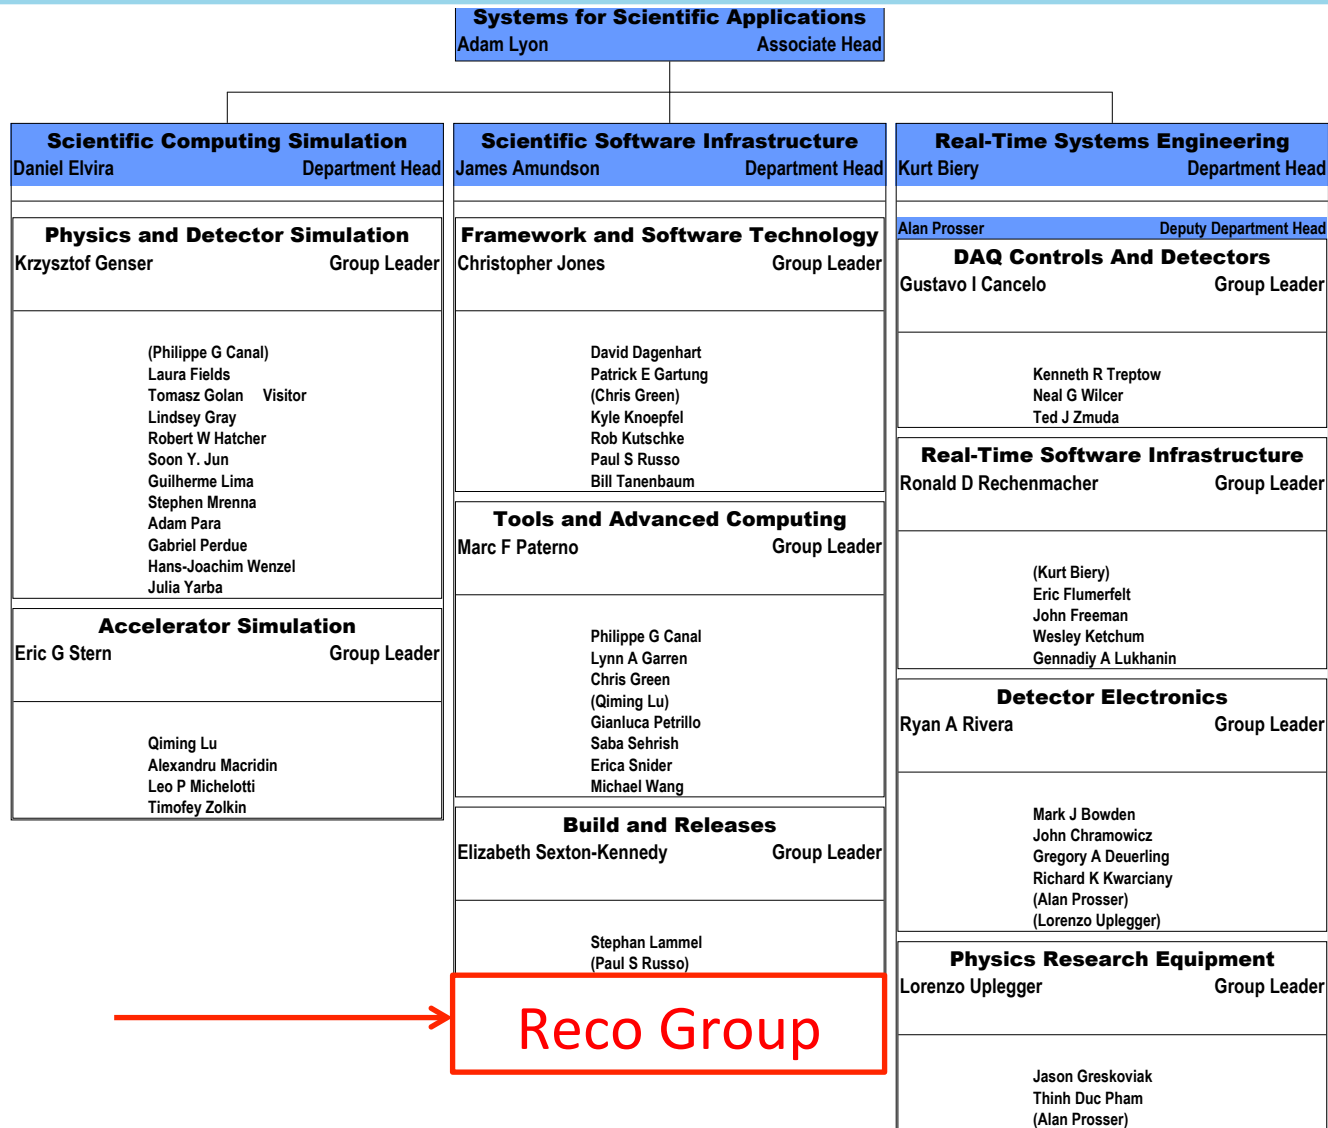 Systems for Scientific Applications
Adam Lyon Associate Head
Scientific Computing Simulation
Daniel Elvira Department Head
Physics and Detector Simulation
Krzysztof Genser Group Leader
(Philippe G Canal)
Laura Fields
Tomasz Golan Visitor
Lindsey Gray
Robert W Hatcher
Soon Y. Jun
Guilherme Lima
Stephen Mrenna
Adam Para
Gabriel Perdue
Hans-Joachim Wenzel
Julia Yarba
Accelerator Simulation
Eric G Stern Group Leader
Qiming Lu
Alexandru Macridin
Leo P Michelotti
Timofey Zolkin
Scientific Software Infrastructure
James Amundson Department Head
Framework and Software Technology
Christopher Jones Group Leader
David Dagenhart
Patrick E Gartung
(Chris Green)
Kyle Knoepfel
Rob Kutschke
Paul S Russo
Bill Tanenbaum
Tools and Advanced Computing
Marc F Paterno Group Leader
Philippe G Canal
Lynn A Garren
Chris Green
(Qiming Lu)
Gianluca Petrillo
Saba Sehrish
Erica Snider
Michael Wang
Build and Releases
Elizabeth Sexton-Kennedy Group Leader
Stephan Lammel
(Paul S Russo)
Reco Group
Real-Time Systems Engineering
Kurt Biery Department Head
Alan Prosser Deputy Department Head
DAQ Controls And Detectors
Gustavo I Cancelo Group Leader
Kenneth R Treptow
Neal G Wilcer
Ted J Zmuda
Real-Time Software Infrastructure
Ronald D Rechenmacher Group Leader
(Kurt Biery)
Eric Flumerfelt
John Freeman
Wesley Ketchum
Gennadiy A Lukhanin
Detector Electronics
Ryan A Rivera Group Leader
Mark J Bowden
John Chramowicz
Gregory A Deuerling
Richard K Kwarciany
(Alan Prosser)
(Lorenzo Uplegger)
Physics Research Equipment
Lorenzo Uplegger Group Leader
Jason Greskoviak
Thinh Duc Pham
(Alan Prosser)